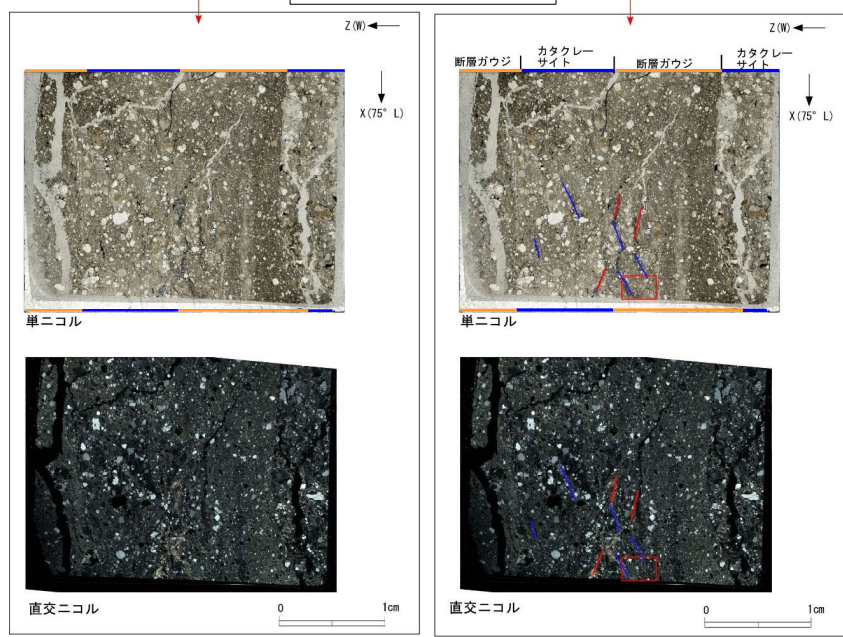 Z(W)
X(75° L)
単ニコル
直交ニコル
0 1cm
Z(W)
断層ガウジ カタクレー サイト 断層ガウジ カタクレー サイト
X(75° L)
単ニコル
直交ニコル
0 1cm